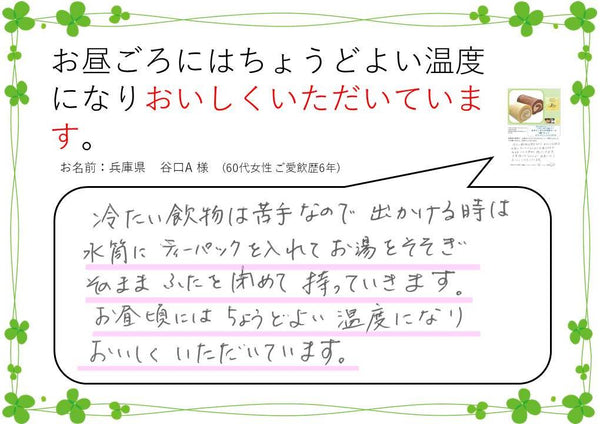 お昼ごろにはちょうどよい温度
になりおいしくいただいていま
す。
お名前：兵庫県　谷口A 様　（60代女性 ご愛飲歴6年）
冷たい飲物は苦手なので 出かける時は
水筒に ティーパックを入れて お湯をそそぎ
そのまま ふたを閉めて 持っていきます。
お昼頃には ちょうどよい 温度になり
おいしく いただいています。